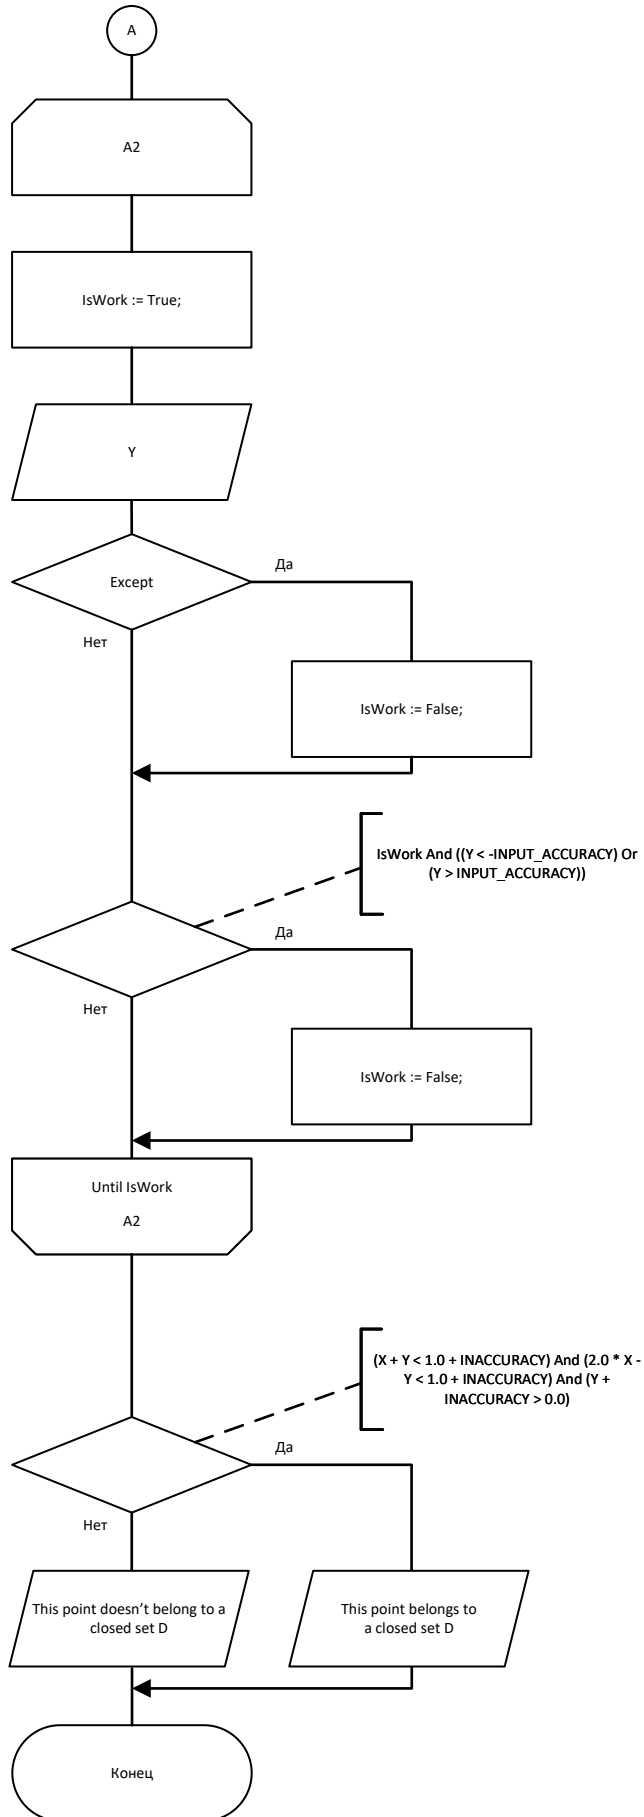 A
A2
IsWork := True;
Y
Except
Да
Нет
IsWork := False;
IsWork And ((Y < -INPUT_ACCURACY) Or
(Y > INPUT_ACCURACY))
Да
Нет
IsWork := False;
Until IsWork
A2
(X + Y < 1.0 + INACCURACY) And (2.0 * X -
Y < 1.0 + INACCURACY) And (Y +
INACCURACY > 0.0)
Да
Нет
This point doesn’t belong to a
closed set D
This point belongs to
a closed set D
Конец